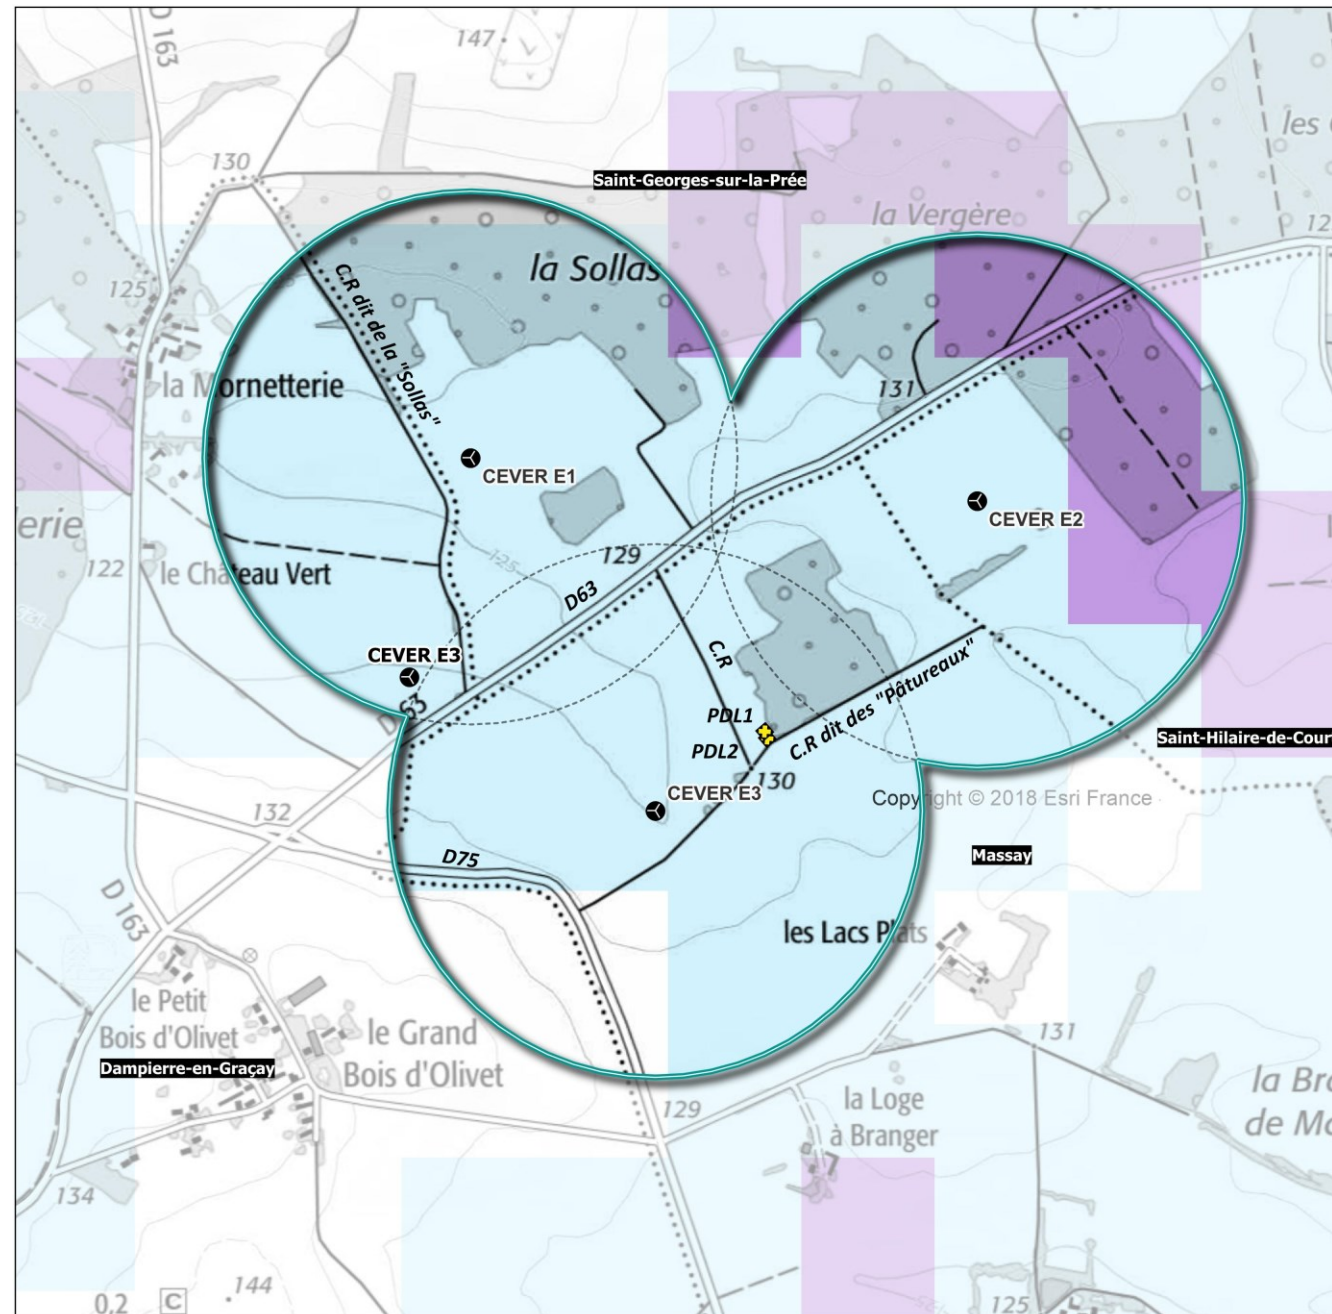 D 163
147
130
Saint-Georges-sur-la-Prée
les
la Vergère
la Sollas
C.R dit de la "Sollas"
125
la Mornetterie
131
CEVER E1
CEVER E2
erie
122
le Château Vert
125
129
D63
C.R
CEVER E3
C.R dit des "Pâtureaux"
D 63
PDL1
PDL2
Saint-Hilaire-de-Cour
130
CEVER E3
Copyright © 2018 Esri France
132
D75
Massay
D 163
les Lacs Plats
le Petit
Bois d'Olivet
le Grand
Bois d'Olivet
Dampierre-en-Graçay
131
la Loge
à Branger
129
la Bro
de Mo
134
144
0,2
C
125